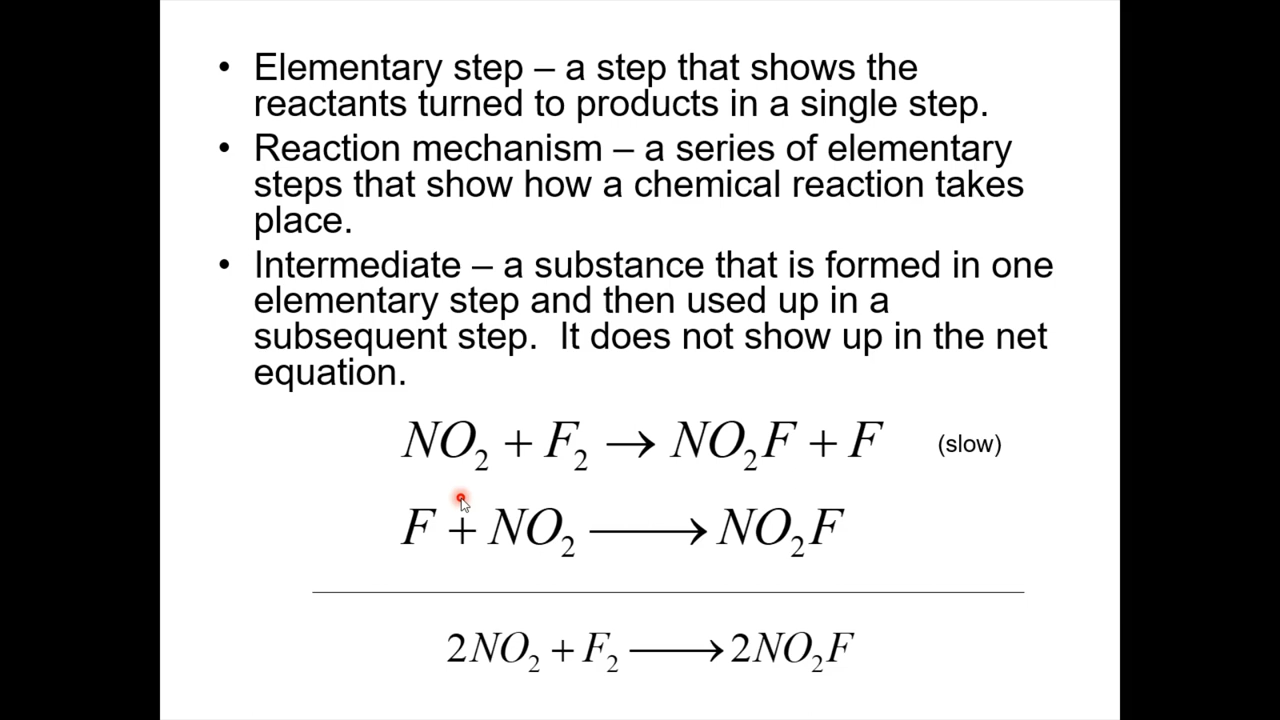 • Elementary step – a step that shows the
reactants turned to products in a single step.
• Reaction mechanism – a series of elementary
steps that show how a chemical reaction takes
place.
• Intermediate – a substance that is formed in one
elementary step and then used up in a
subsequent step.  It does not show up in the net
equation.
NO₂ + F₂ → NO₂F + F (slow)
F + NO₂ ⟶ NO₂F
2NO₂ + F₂ ⟶ 2NO₂F